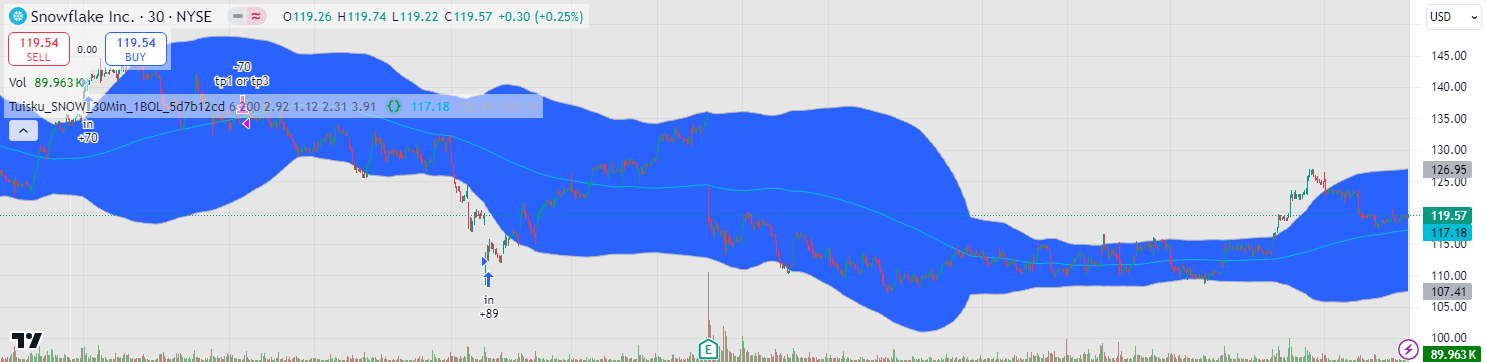 Snowflake Inc. · 30 · NYSE O119.26 H119.74 L119.22 C119.57 +0.30 (+0.25%)
USD
119.54 SELL 0.00 119.54 BUY
Vol 89.963 K
Tuisku_SNOW_30Min_1BOL_5d7b12cd 6 200 2.92 1.12 2.31 3.91 117.18
-70
tp1 or tp3
in
+70
in
+89
E
145.00
140.00
135.00
130.00
126.95
125.00
119.57
117.18
115.00
110.00
107.41
105.00
100.00
89.963 K